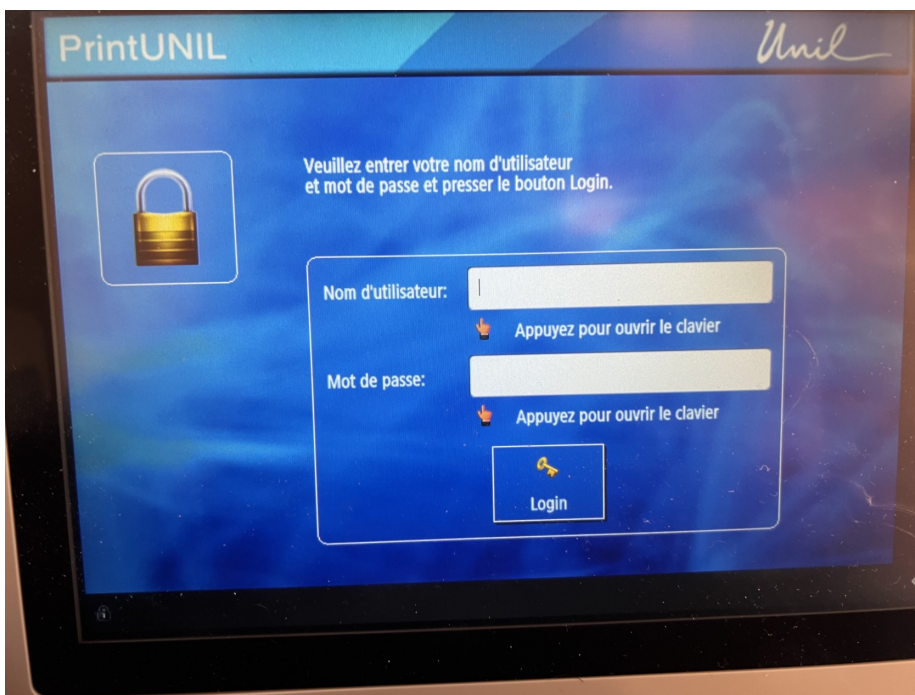 PrintUNIL
Unil
Veuillez entrer votre nom d'utilisateur
et mot de passe et presser le bouton Login.
Nom d'utilisateur:
Appuyez pour ouvrir le clavier
Mot de passe:
Appuyez pour ouvrir le clavier
Login